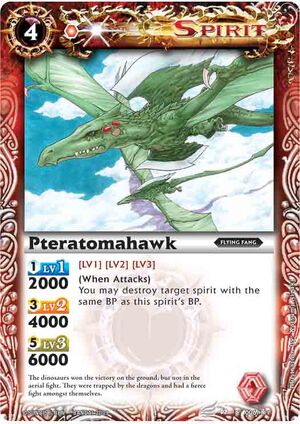 4
SPIRIT
Pteratomahawk
FLYING FANG
1 LV1
2000
3 LV2
4000
5 LV3
6000
[LV1] [LV2] [LV3]
(When Attacks)
You may destroy target spirit with
the same BP as this spirit's BP.
The dinosaurs won the victory on the ground, but not in the
aerial fight. They were trapped by the dragons and had a fierce
fight amongst themselves.